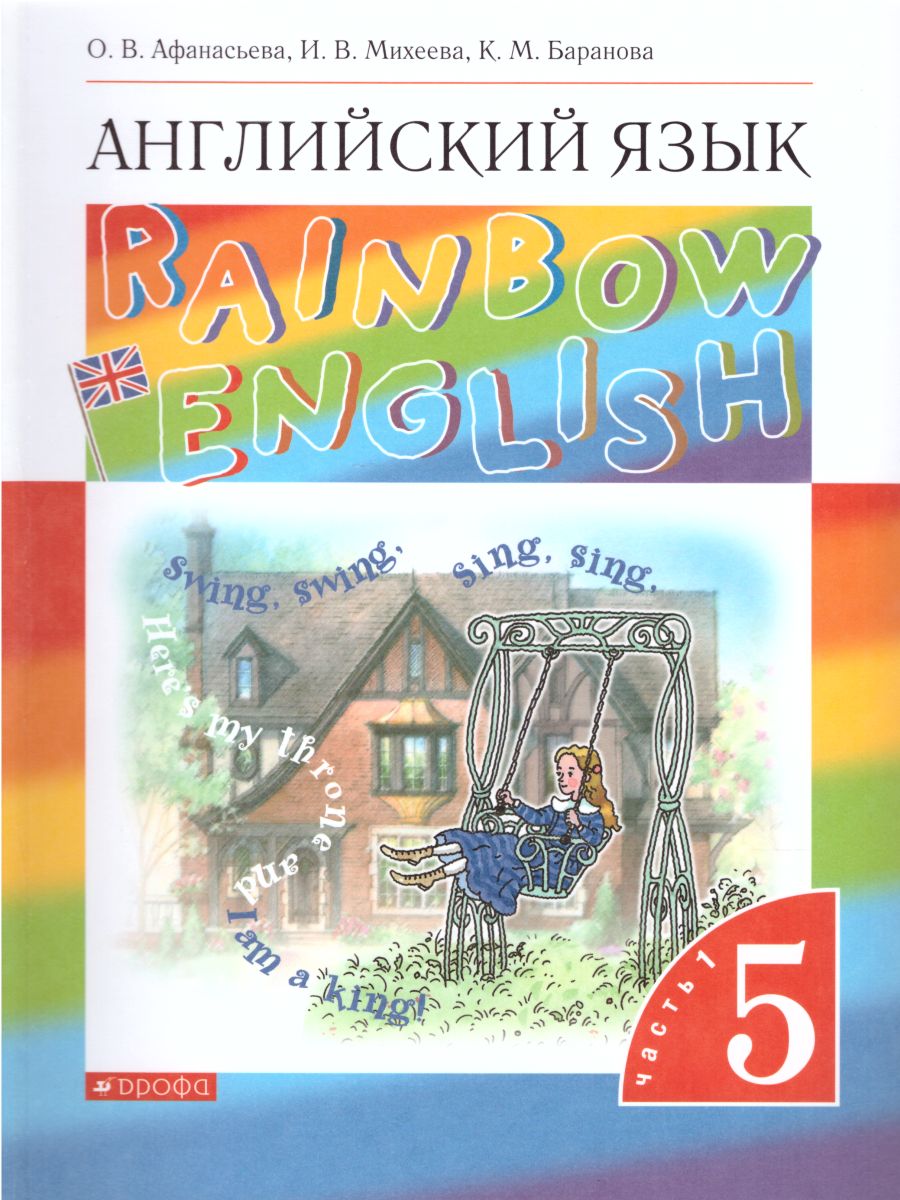 О. В. Афанасьева, И. В. Михеева, К. М. Баранова
АНГЛИЙСКИЙ ЯЗЫК
RAINBOW
ENGLISH
swing, swing,
sing, sing,
Here's my throne
and I am a king!
часть 1
5
ДРОФА